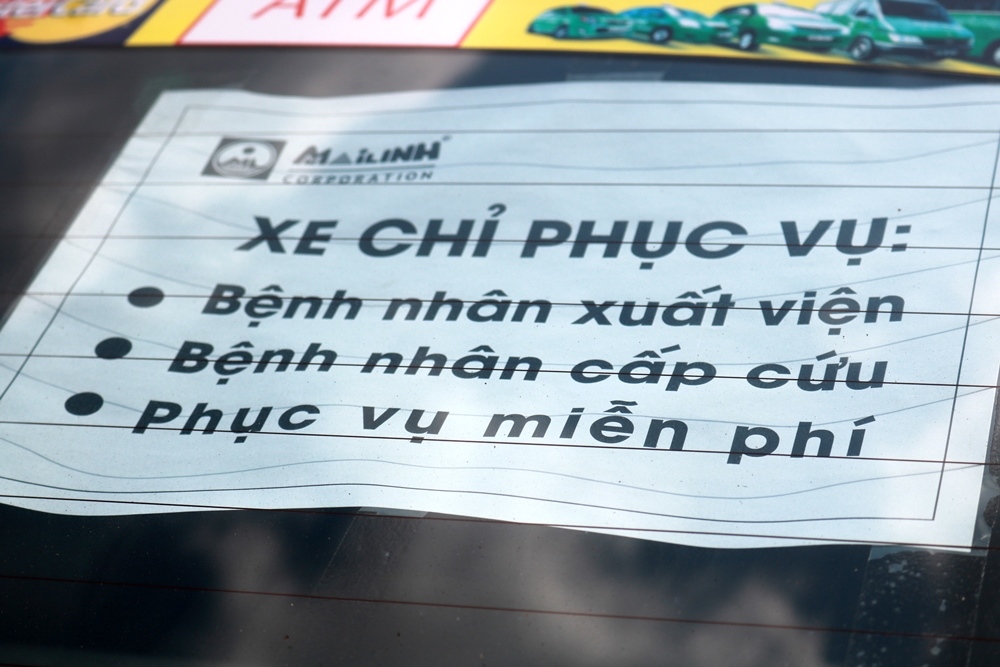 ATM
ML MAILINH
CORPORATION
XE CHỈ PHỤC VỤ:
● Bệnh nhân xuất viện
● Bệnh nhân cấp cứu
● Phục vụ miễn phí